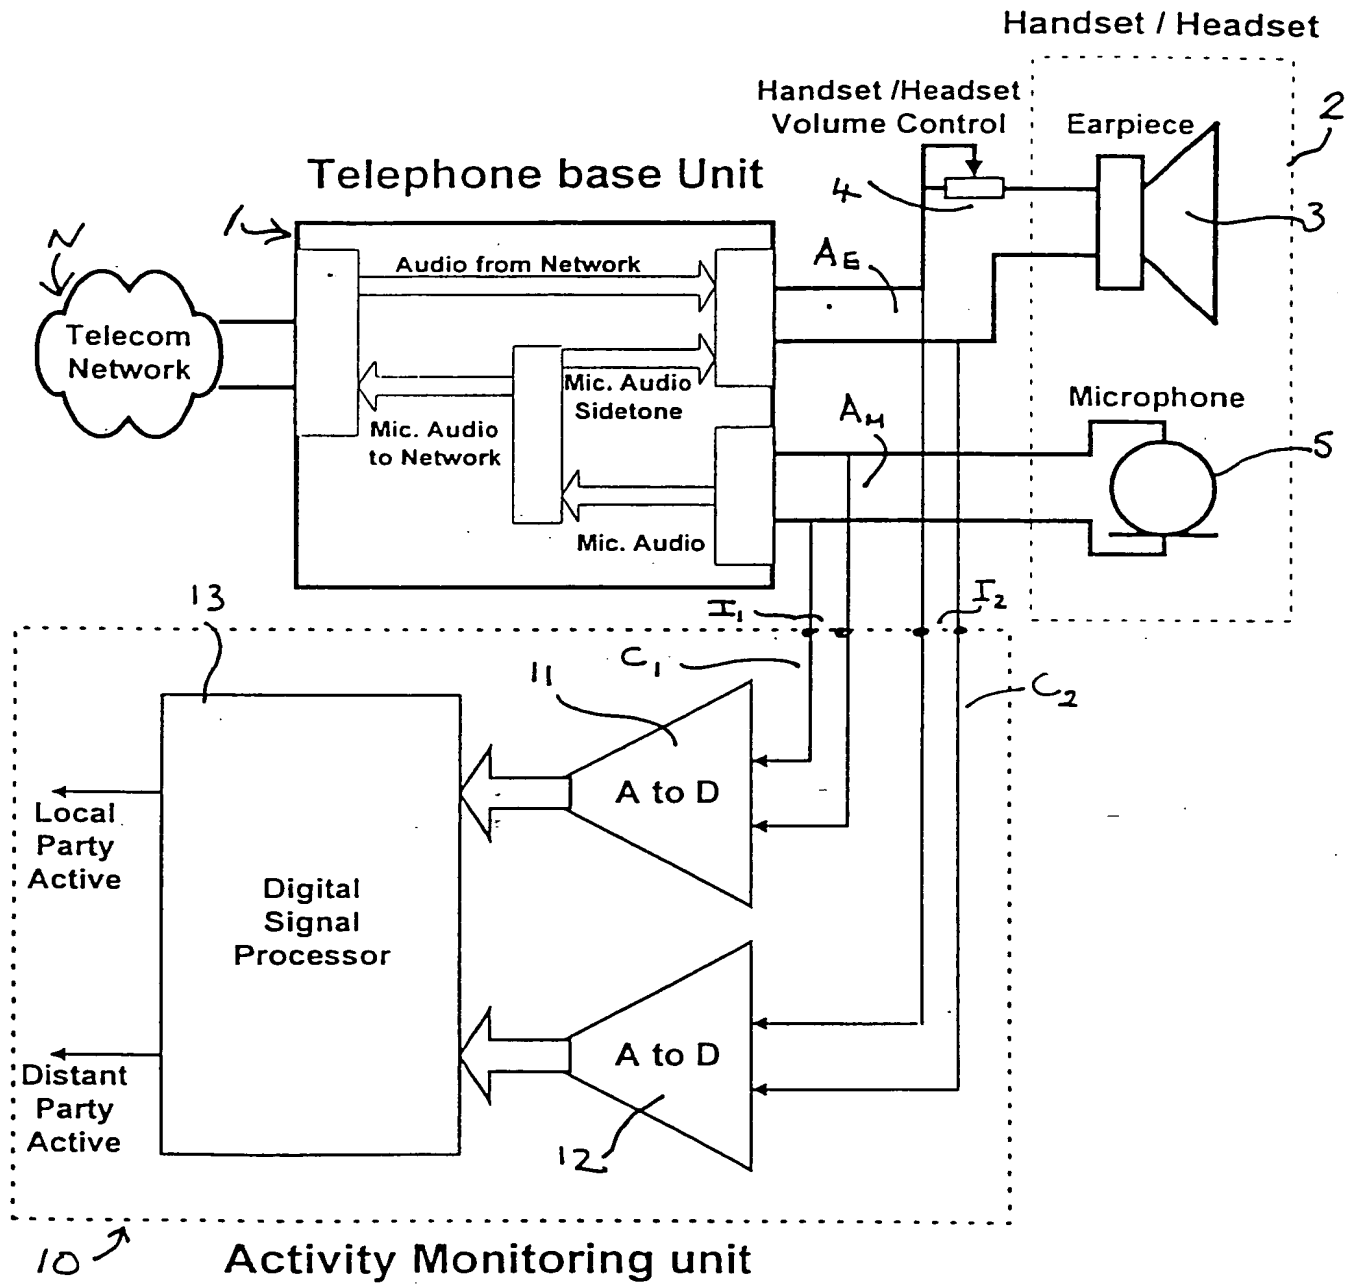 Handset / Headset
Handset /Headset
Volume Control
2
Earpiece
Telephone base Unit
4
3
N
1
Audio from Network
A_E
Telecom
Network
Mic. Audio
Sidetone
Mic. Audio
to Network
A_M
Microphone
5
Mic. Audio
13
I_1
I_2
C_1
11
C_2
A to D
Local
Party
Active
Digital
Signal
Processor
A to D
Distant
Party
Active
12
10
Activity Monitoring unit